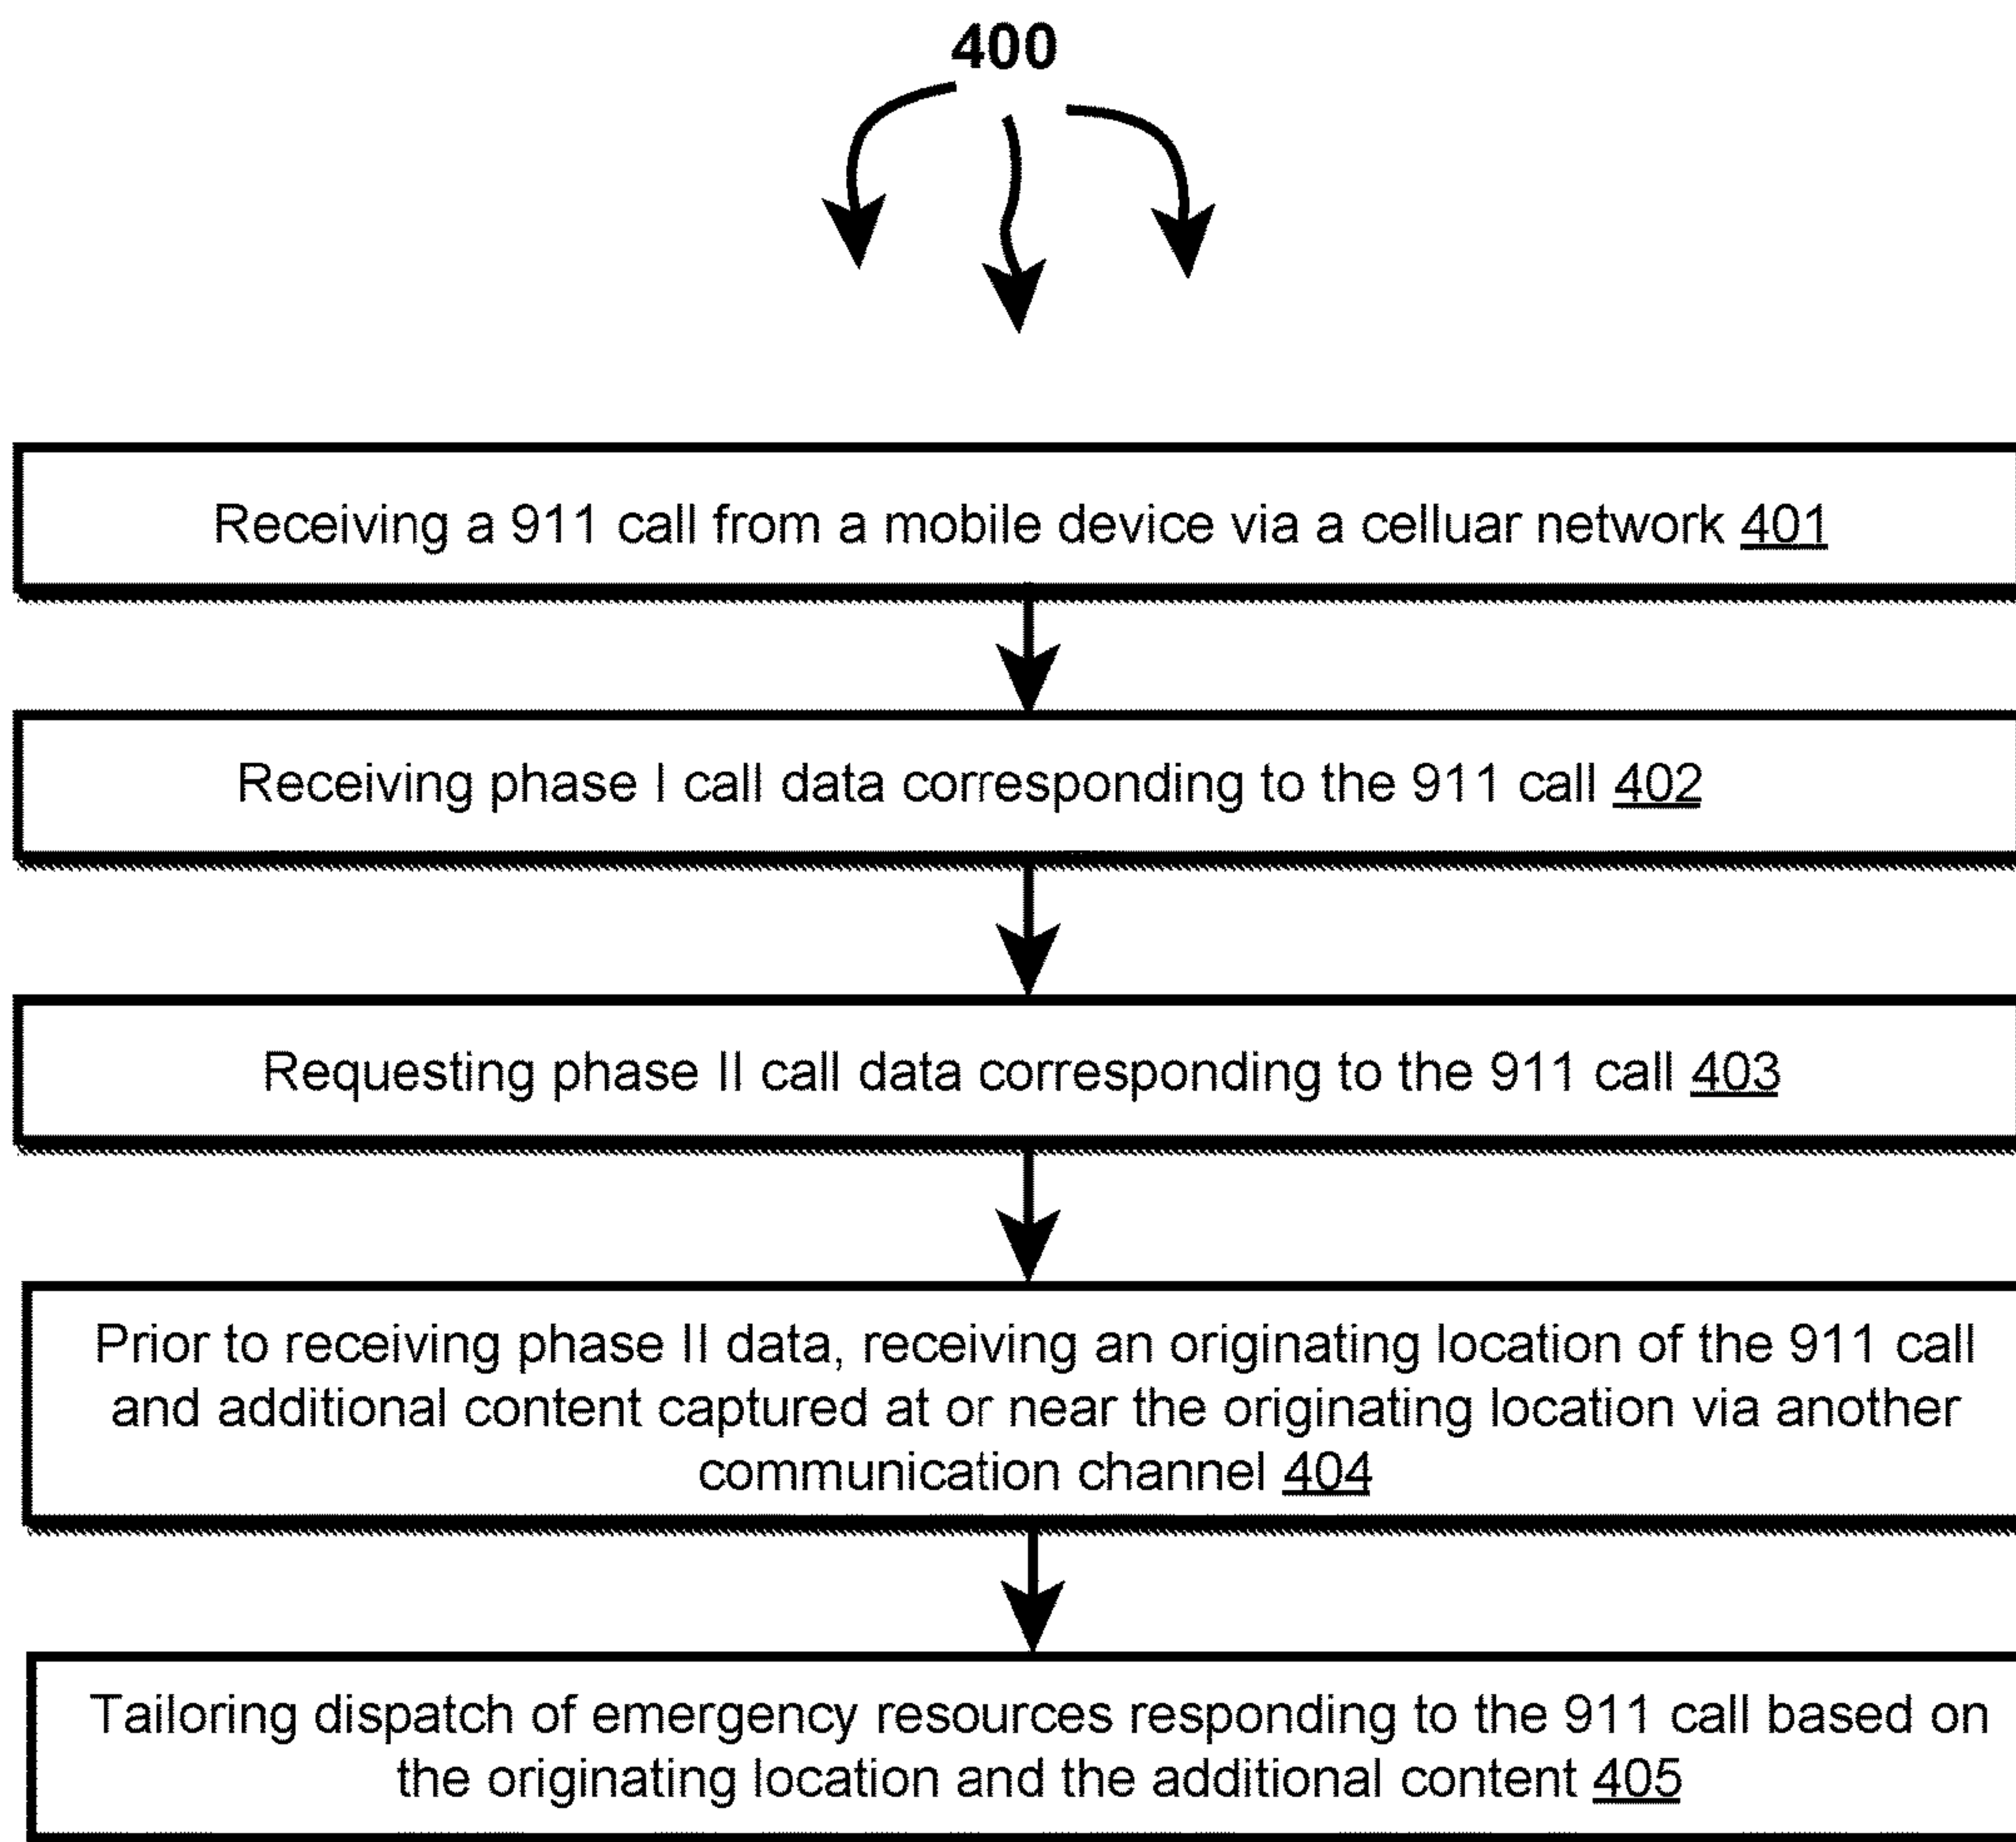 400
Receiving a 911 call from a mobile device via a celluar network 401
Receiving phase I call data corresponding to the 911 call 402
Requesting phase II call data corresponding to the 911 call 403
Prior to receiving phase II data, receiving an originating location of the 911 call
and additional content captured at or near the originating location via another
communication channel 404
Tailoring dispatch of emergency resources responding to the 911 call based on
the originating location and the additional content 405